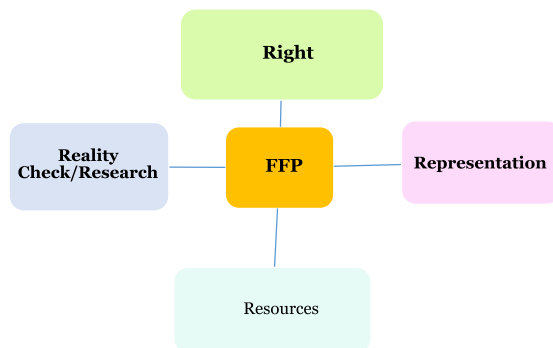 Right
Reality
Check/Research
FFP
Representation
Resources